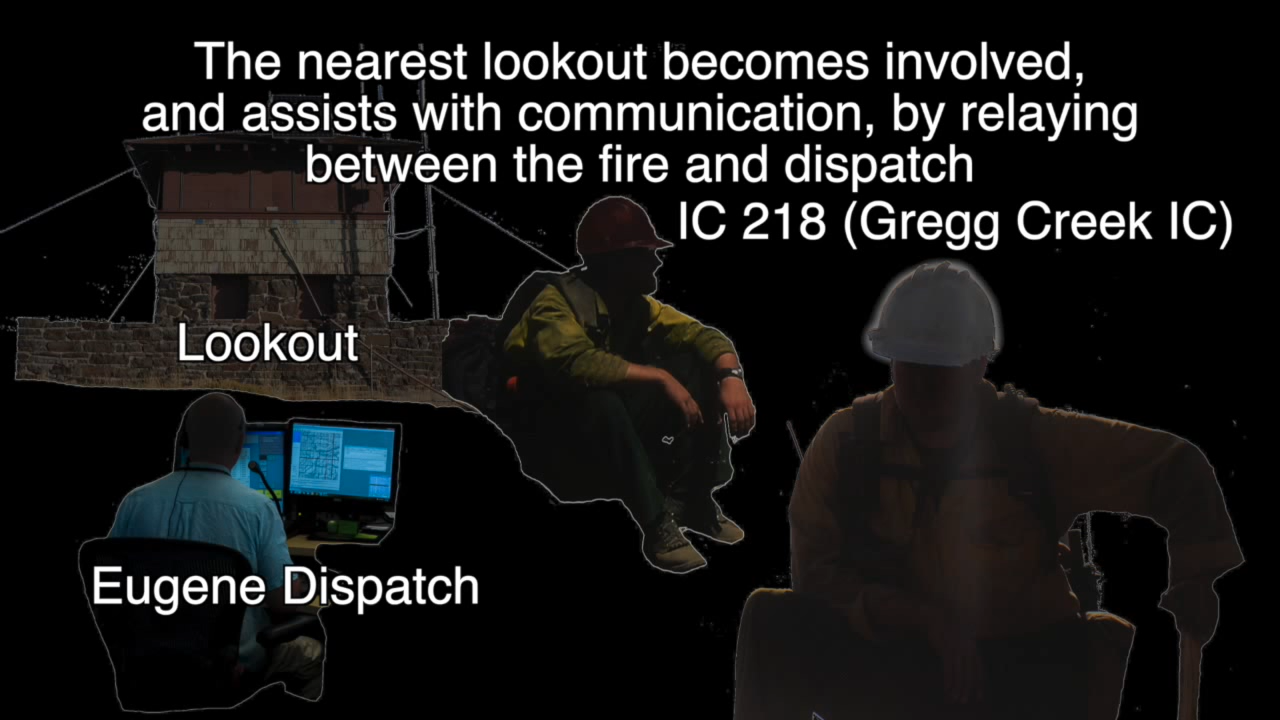 The nearest lookout becomes involved,
and assists with communication, by relaying
between the fire and dispatch
IC 218 (Gregg Creek IC)
Lookout
Eugene Dispatch